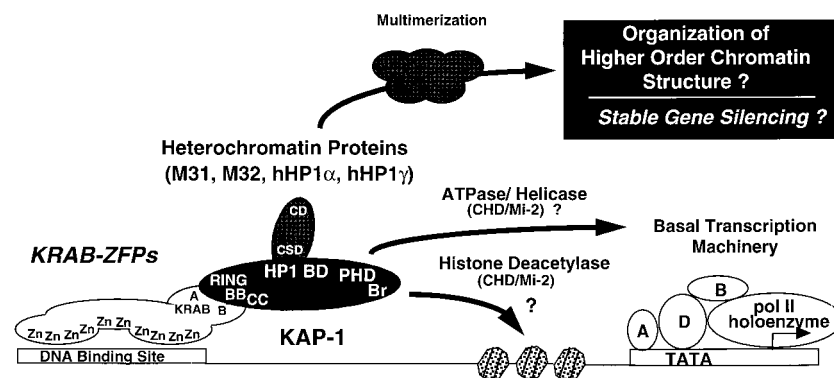 Multimerization
Organization of
Higher Order Chromatin
Structure ?
Stable Gene Silencing ?
Heterochromatin Proteins
(M31, M32, hHP1α, hHP1γ)
CD
CSD
ATPase/ Helicase
(CHD/Mi-2) ?
Basal Transcription
Machinery
KRAB-ZFPs
RING
BB
CC
HP1 BD
PHD
Br
Histone Deacetylase
(CHD/Mi-2)
?
A
KRAB B
KAP-1
Zn Zn Zn Zn Zn Zn Zn Zn Zn Zn
DNA Binding Site
A
D
B
pol II
holoenzyme
TATA